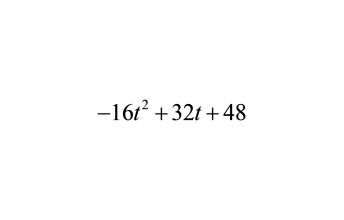 −16t² + 32t + 48